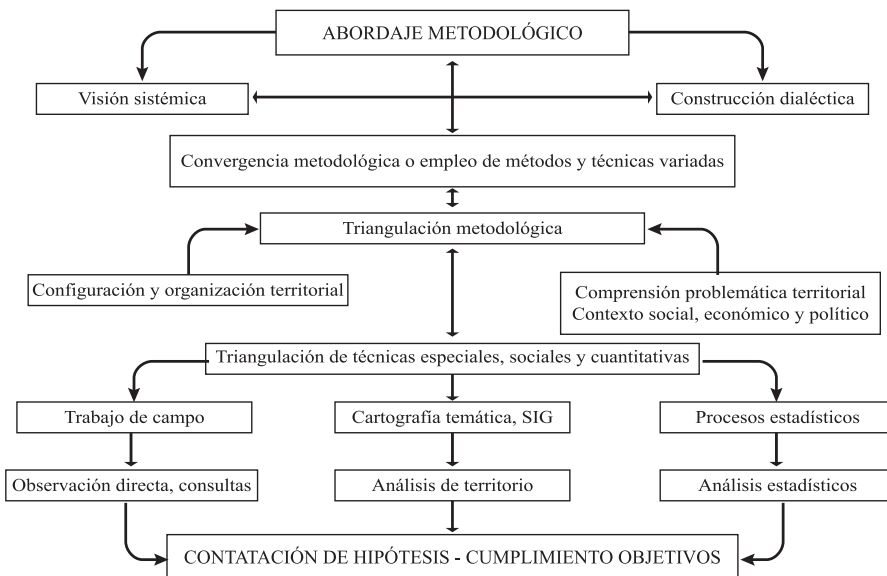 ABORDAJE METODOLÓGICO
Visión sistémica
Construcción dialéctica
Convergencia metodológica o empleo de métodos y técnicas variadas
Triangulación metodológica
Configuración y organización territorial
Comprensión problemática territorial
Contexto social, económico y político
Triangulación de técnicas especiales, sociales y cuantitativas
Trabajo de campo
Cartografía temática, SIG
Procesos estadísticos
Observación directa, consultas
Análisis de territorio
Análisis estadísticos
CONTATACIÓN DE HIPÓTESIS - CUMPLIMIENTO OBJETIVOS